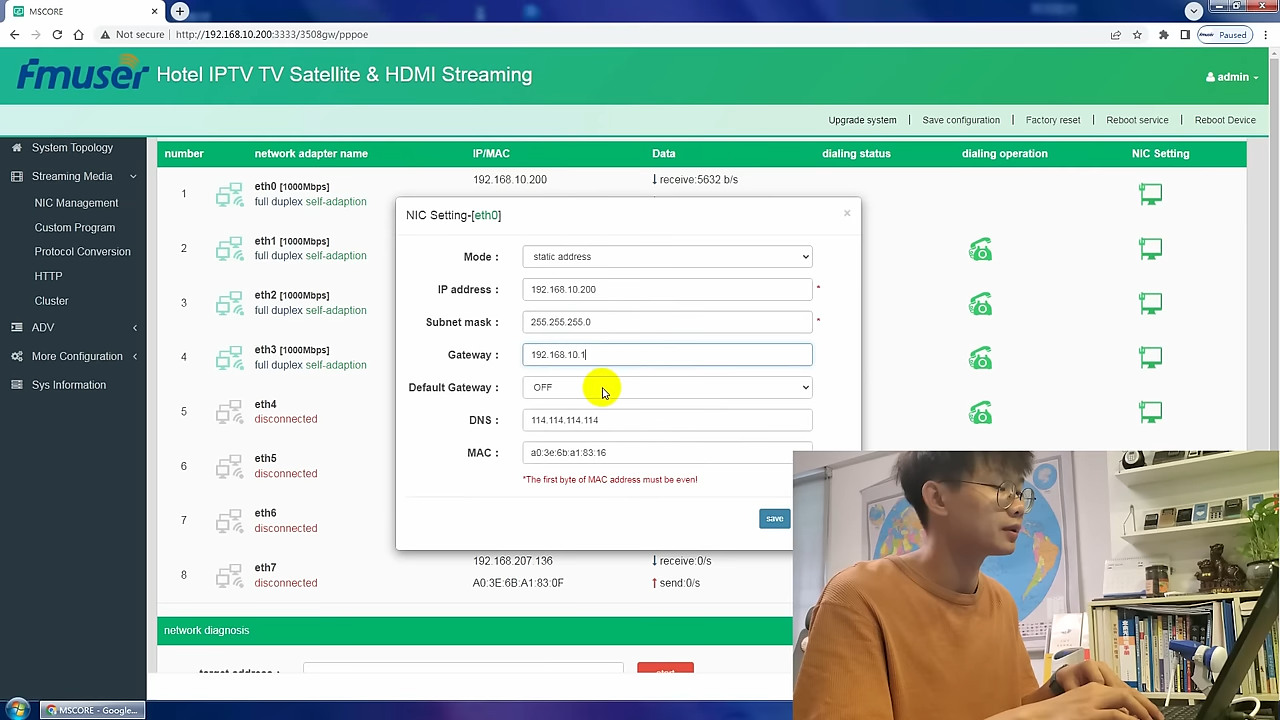 MSCORE
Not secure | http://192.168.10.200:3333/3508gw/pppoe
Paused
Fmuser Hotel IPTV TV Satellite & HDMI Streaming
admin
Upgrade system | Save configuration | Factory reset | Reboot service | Reboot Device
System Topology
Streaming Media
NIC Management
Custom Program
Protocol Conversion
HTTP
Cluster
ADV
More Configuration
Sys Information
number network adapter name IP/MAC Data dialing status dialing operation NIC Setting
1 eth0 [1000Mbps] 192.168.10.200 receive:5632 b/s
full duplex self-adaption
2 eth1 [1000Mbps]
full duplex self-adaption
3 eth2 [1000Mbps]
full duplex self-adaption
4 eth3 [1000Mbps]
full duplex self-adaption
5 eth4
disconnected
6 eth5
disconnected
7 eth6
disconnected
8 eth7 192.168.207.136 receive:0/s
disconnected A0:3E:6B:A1:83:0F send:0/s
NIC Setting-[eth0] ×
Mode : static address
IP address : 192.168.10.200 *
Subnet mask : 255.255.255.0 *
Gateway : 192.168.10.1
Default Gateway : OFF
DNS : 114.114.114.114
MAC : a0:3e:6b:a1:83:16
*The first byte of MAC address must be even!
save
network diagnosis
target address :
start
MSCORE - Google...